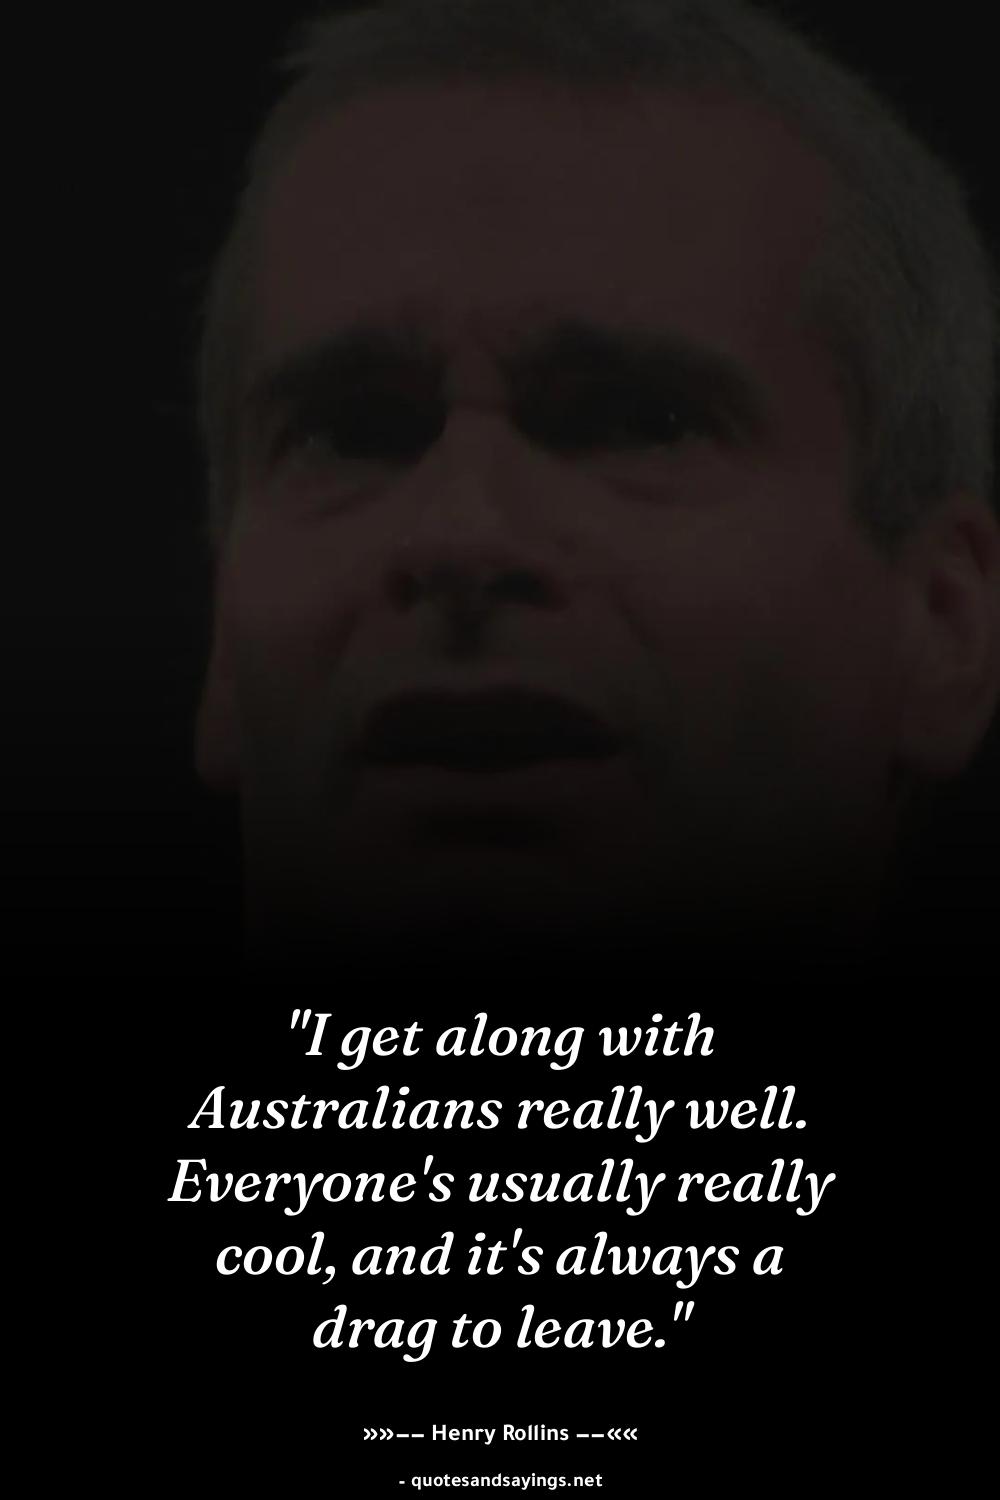 "I get along with
Australians really well.
Everyone's usually really
cool, and it's always a
drag to leave."
»»−− Henry Rollins −−««
- quotesandsayings.net